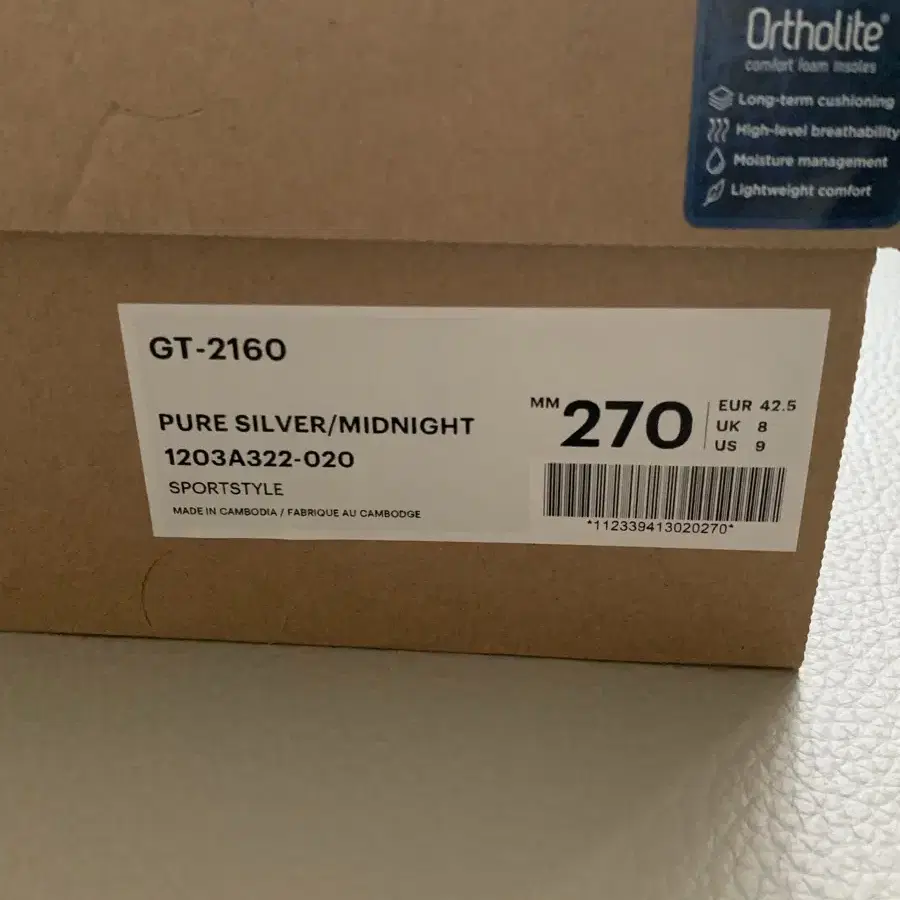 Ortholite®
comfort foam insoles
Long-term cushioning
High-level breathability
Moisture management
Lightweight comfort
GT-2160
PURE SILVER/MIDNIGHT
1203A322-020
SPORTSTYLE
MADE IN CAMBODIA / FABRIQUE AU CAMBODGE
MM 270
EUR 42.5
UK 8
US 9
*112339413020270*